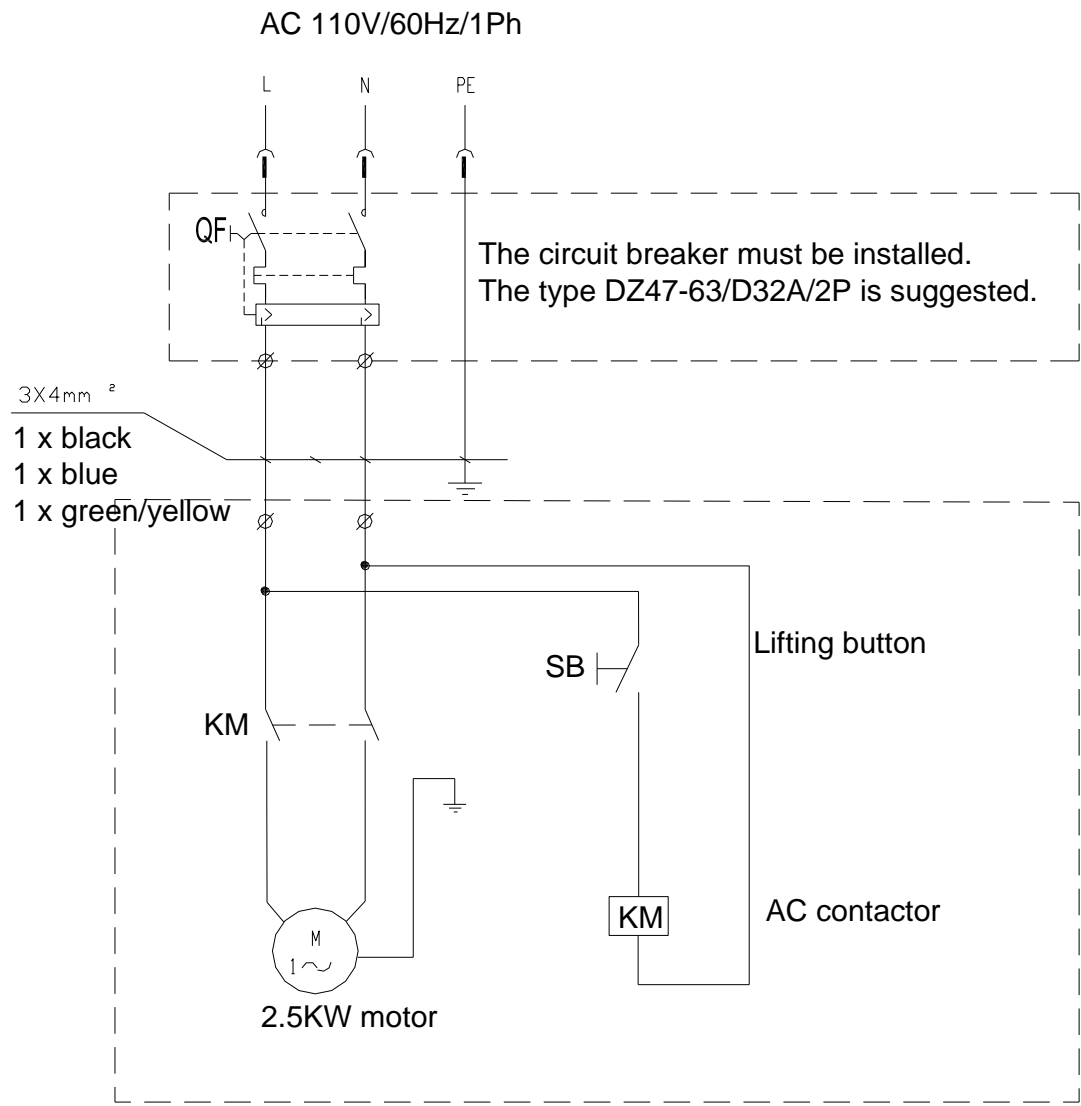 AC 110V/60Hz/1Ph
L N PE
QF
The circuit breaker must be installed.
The type DZ47-63/D32A/2P is suggested.
3X4mm ²
1 x black
1 x blue
1 x green/yellow
Lifting button
SB
KM
KM
AC contactor
M
1
2.5KW motor